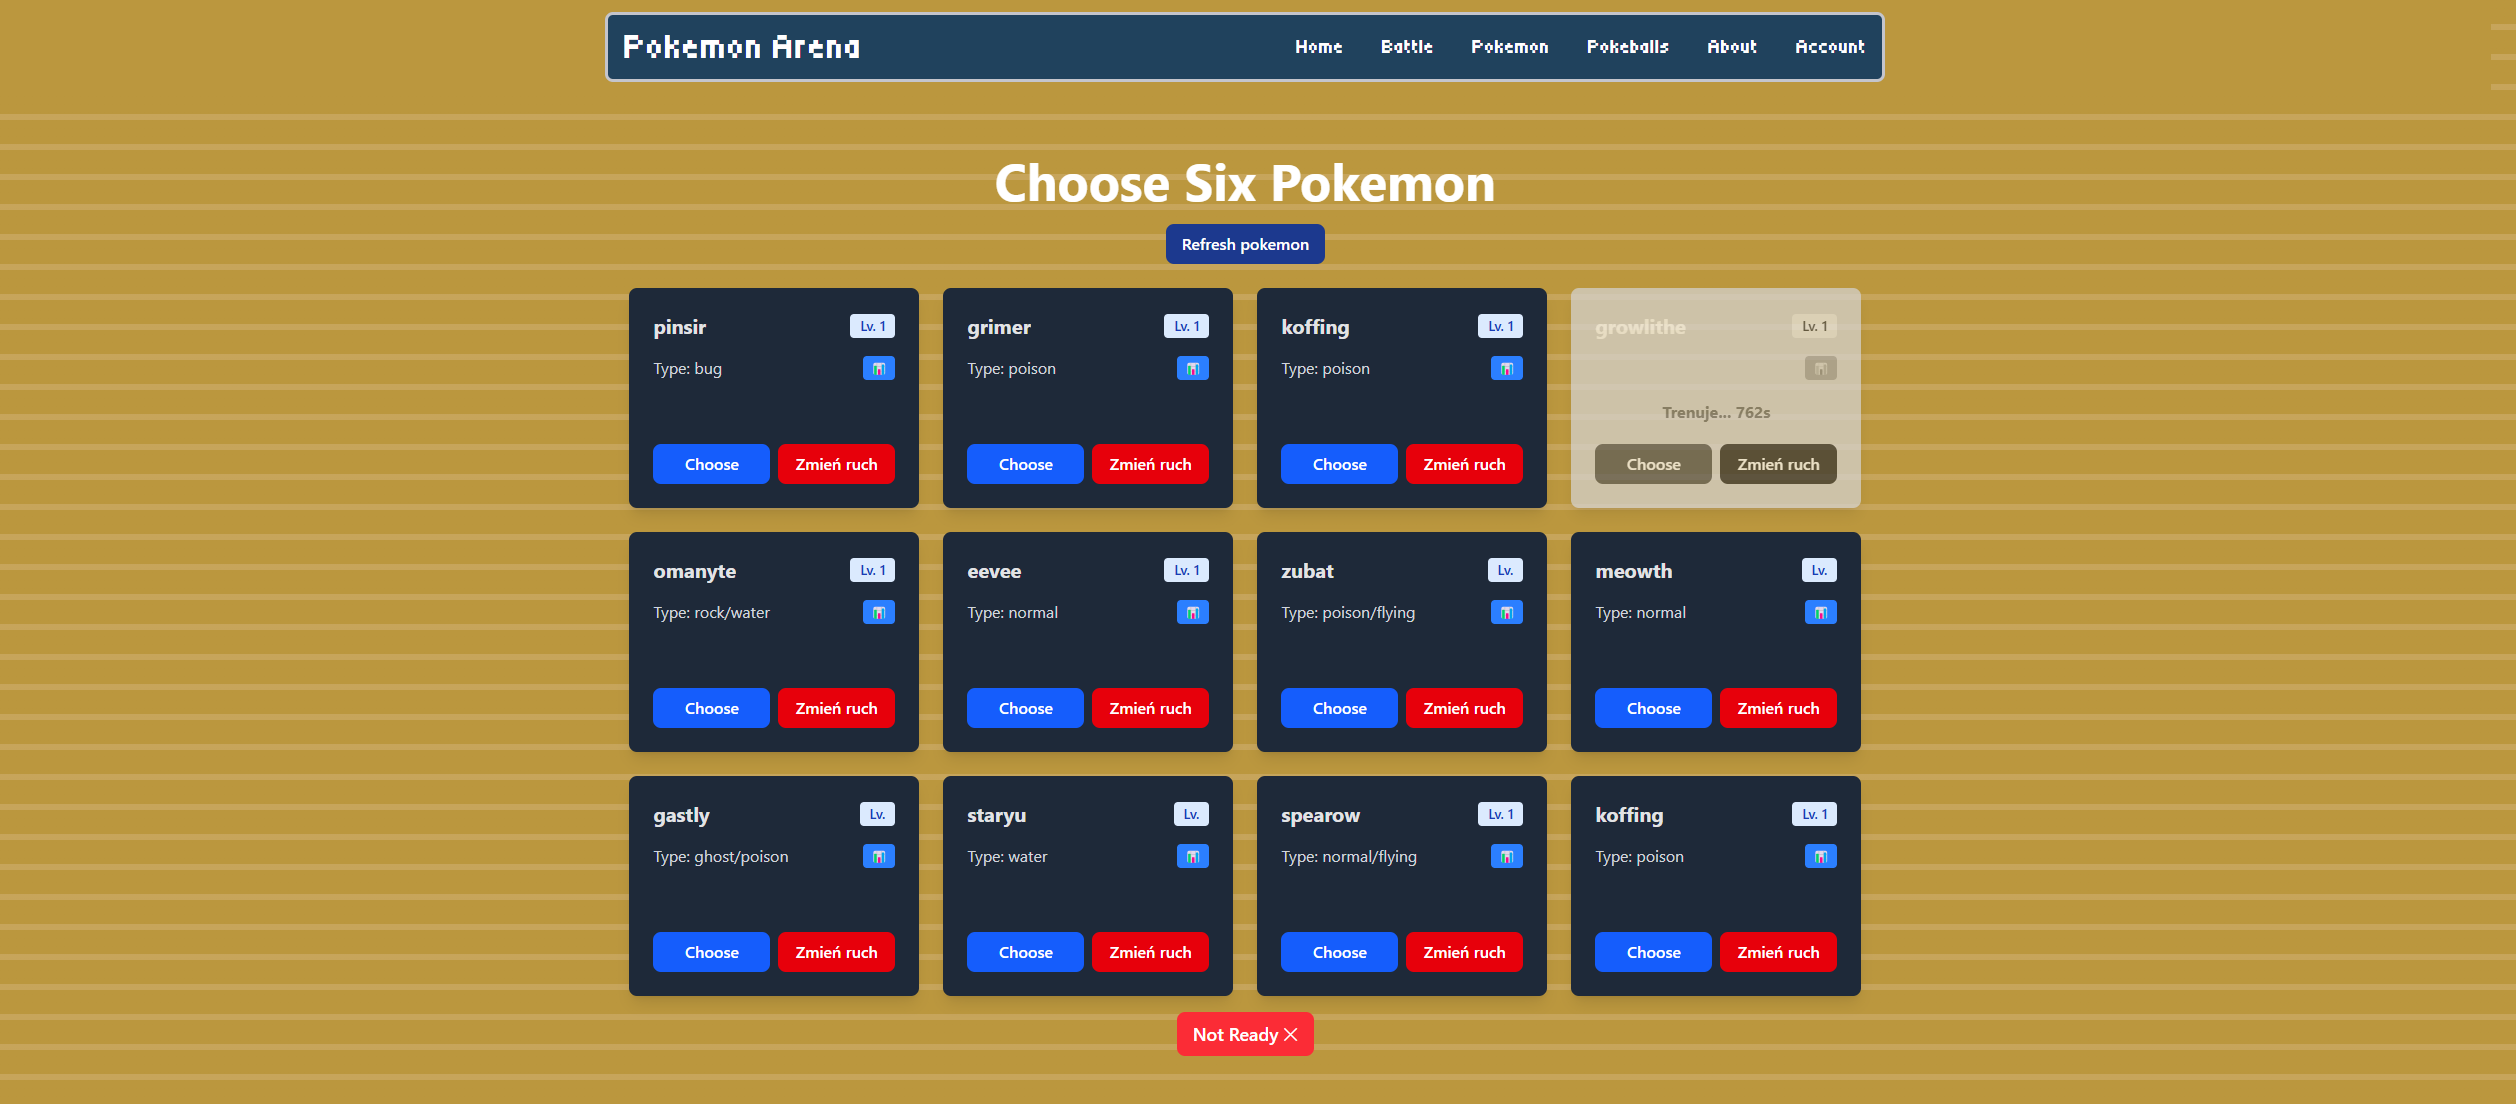 Pokemon Arena
Home Battle Pokemon Pokeballs About Account
Choose Six Pokemon
Refresh pokemon
pinsir Lv. 1
Type: bug
Choose Zmień ruch
grimer Lv. 1
Type: poison
Choose Zmień ruch
koffing Lv. 1
Type: poison
Choose Zmień ruch
growlithe Lv. 1
Trenuje... 762s
Choose Zmień ruch
omanyte Lv. 1
Type: rock/water
Choose Zmień ruch
eevee Lv. 1
Type: normal
Choose Zmień ruch
zubat Lv.
Type: poison/flying
Choose Zmień ruch
meowth Lv.
Type: normal
Choose Zmień ruch
gastly Lv.
Type: ghost/poison
Choose Zmień ruch
staryu Lv.
Type: water
Choose Zmień ruch
spearow Lv. 1
Type: normal/flying
Choose Zmień ruch
koffing Lv. 1
Type: poison
Choose Zmień ruch
Not Ready